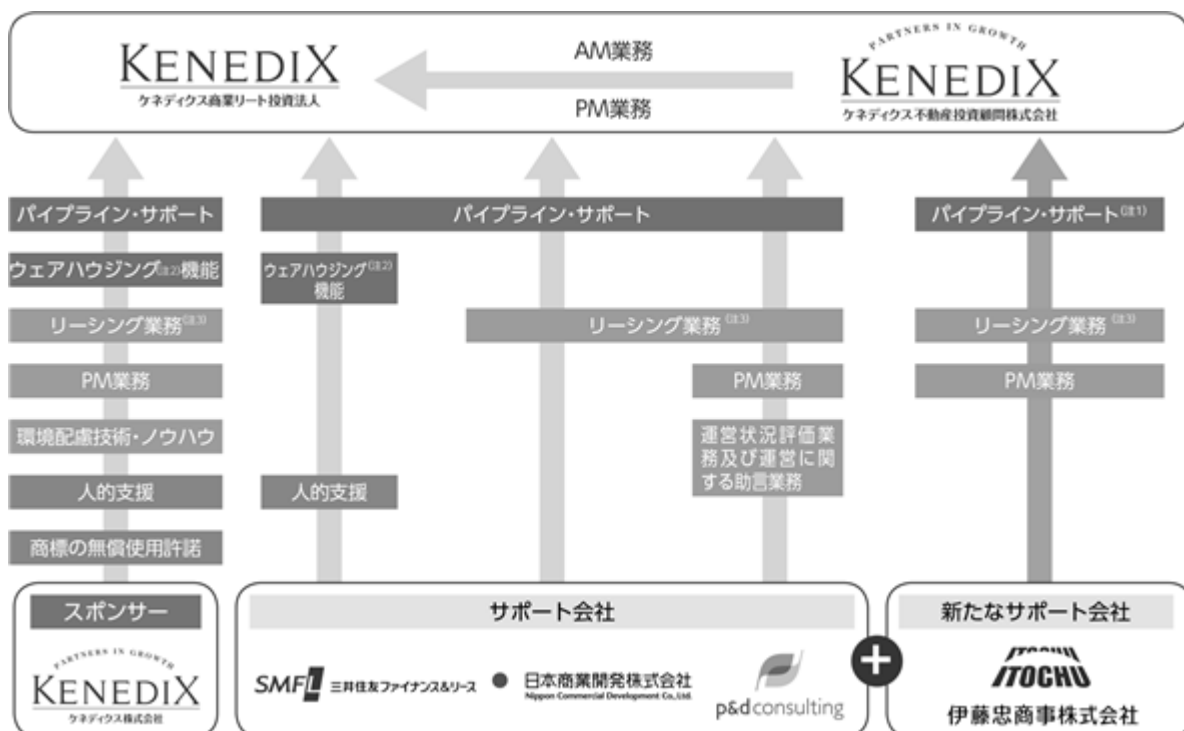 KENEDIX
ケネディクス商業リート投資法人
AM業務
PM業務
PARTNERS IN GROWTH
KENEDIX
ケネディクス不動産投資顧問株式会社
パイプライン・サポート
ウェアハウジング(注2)機能
リーシング業務(注3)
PM業務
環境配慮技術・ノウハウ
人的支援
商標の無償使用許諾
パイプライン・サポート
ウェアハウジング(注2)
機能
人的支援
リーシング業務(注3)
PM業務
運営状況評価業
務及び運営に関
する助言業務
パイプライン・サポート(注1)
リーシング業務(注3)
PM業務
スポンサー
PARTNERS IN GROWTH
KENEDIX
ケネディクス株式会社
サポート会社
SMFL 三井住友ファイナンス&リース
日本商業開発株式会社
Nippon Commercial Development Co., Ltd.
p&dconsulting
+
新たなサポート会社
ITOCHU
伊藤忠商事株式会社